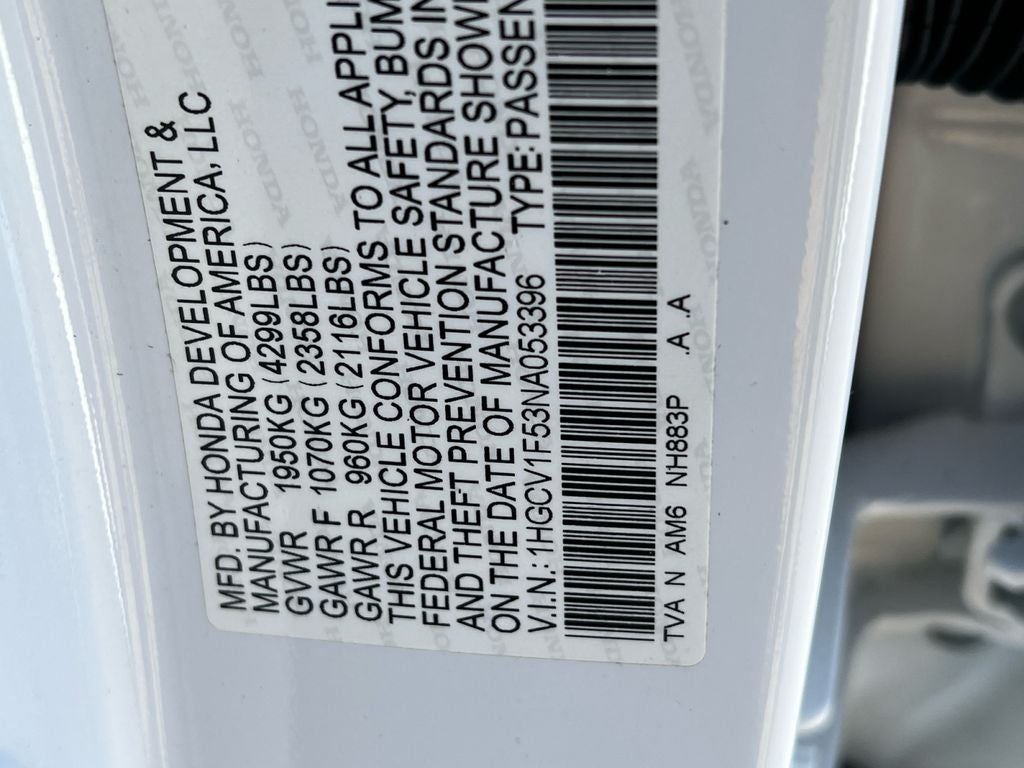 MFD. BY HONDA DEVELOPMENT &
MANUFACTURING OF AMERICA, LLC
GVWR 1950KG (4299LBS)
GAWR F 1070KG (2358LBS)
GAWR R 960KG (2116LBS)
THIS VEHICLE CONFORMS TO ALL APPLI
FEDERAL MOTOR VEHICLE SAFETY, BUM
AND THEFT PREVENTION STANDARDS IN
ON THE DATE OF MANUFACTURE SHOW
V.I.N.: 1HGCV1F53NA053396 TYPE: PASSEN
TVA N AM6 NH883P .A .A